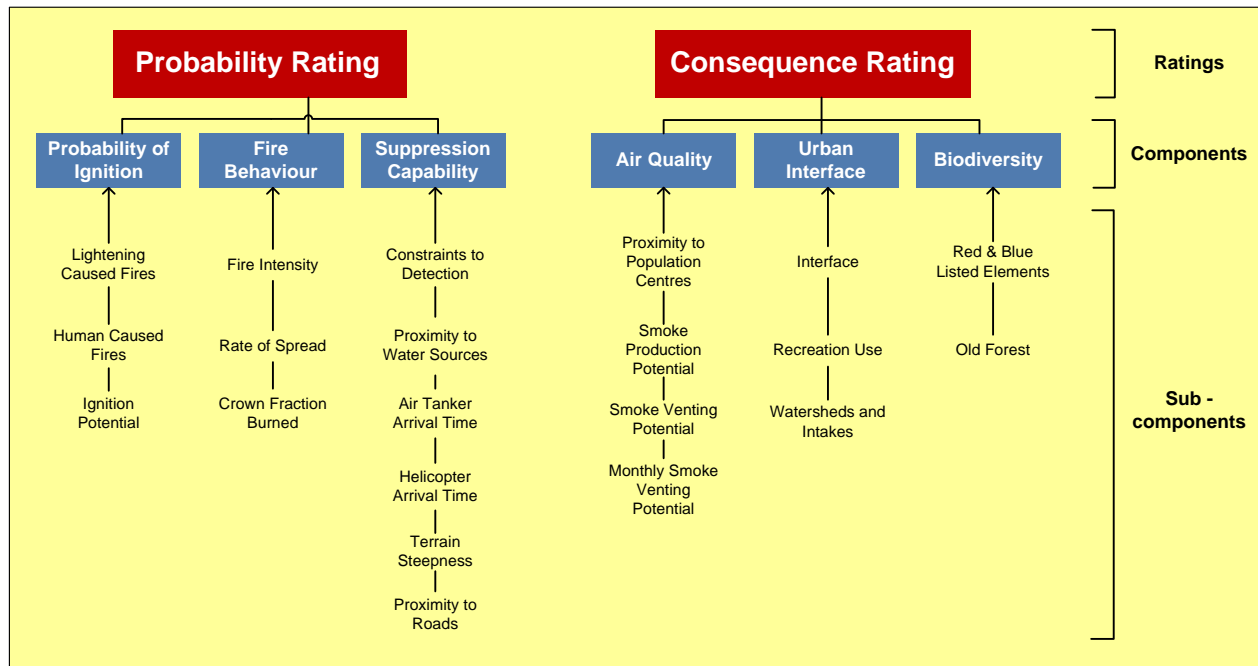 Probability Rating
Consequence Rating
Ratings
Probability of
Ignition
Fire
Behaviour
Suppression
Capability
Air Quality
Urban
Interface
Biodiversity
Components
Lightening
Caused Fires
Human Caused
Fires
Ignition
Potential
Fire Intensity
Rate of Spread
Crown Fraction
Burned
Constraints to
Detection
Proximity to
Water Sources
Air Tanker
Arrival Time
Helicopter
Arrival Time
Terrain
Steepness
Proximity to
Roads
Proximity to
Population
Centres
Smoke
Production
Potential
Smoke Venting
Potential
Monthly Smoke
Venting
Potential
Interface
Recreation Use
Watersheds and
Intakes
Red & Blue
Listed Elements
Old Forest
Sub -
components